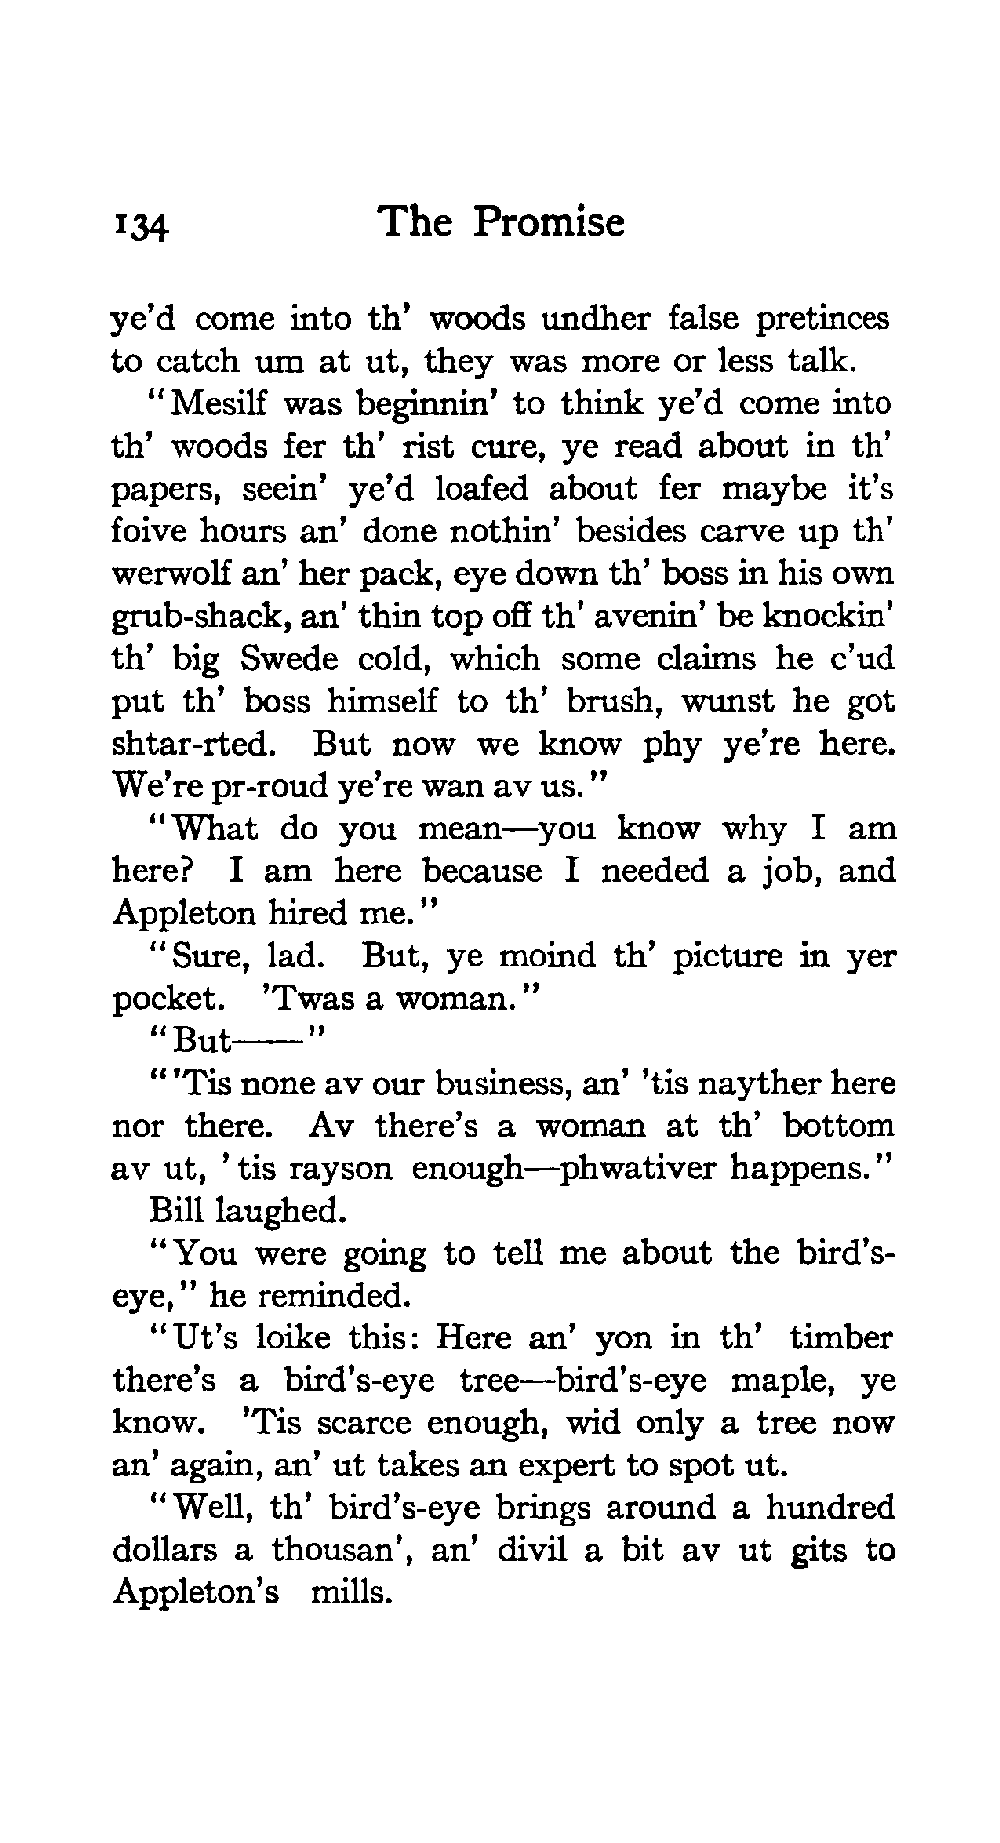 134 The Promise
ye'd come into th' woods undher false pretinces
to catch um at ut, they was more or less talk.
"Mesilf was beginnin' to think ye'd come into
th' woods fer th' rist cure, ye read about in th'
papers, seein' ye'd loafed about fer maybe it's
foive hours an' done nothin' besides carve up th'
werwolf an' her pack, eye down th' boss in his own
grub-shack, an' thin top off th' avenin' be knockin'
th' big Swede cold, which some claims he c'ud
put th' boss himself to th' brush, wunst he got
shtar-rted. But now we know phy ye're here.
We're pr-roud ye're wan av us."
"What do you mean—you know why I am
here? I am here because I needed a job, and
Appleton hired me."
"Sure, lad. But, ye moind th' picture in yer
pocket. 'Twas a woman."
"But——"
"'Tis none av our business, an' 'tis nayther here
nor there. Av there's a woman at th' bottom
av ut, 'tis rayson enough—phwativer happens."
Bill laughed.
"You were going to tell me about the bird's-
eye," he reminded.
"Ut's loike this: Here an' yon in th' timber
there's a bird's-eye tree—bird's-eye maple, ye
know. 'Tis scarce enough, wid only a tree now
an' again, an' ut takes an expert to spot ut.
"Well, th' bird's-eye brings around a hundred
dollars a thousan', an' divil a bit av ut gits to
Appleton's mills.